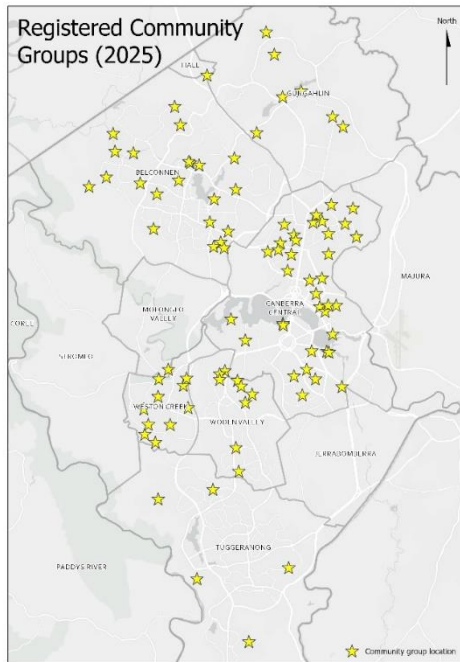 Registered Community
Groups (2025)
North
HALL
GUNGAHLIN
BELCONNEN
MAJURA
CANBERRA
CENTRAL
MOLONGLO
VALLEY
COREE
STROMLO
WESTON CREEK
WODEN VALLEY
JERRABOMBERRA
TUGGERANONG
PADDYS RIVER
Community group location